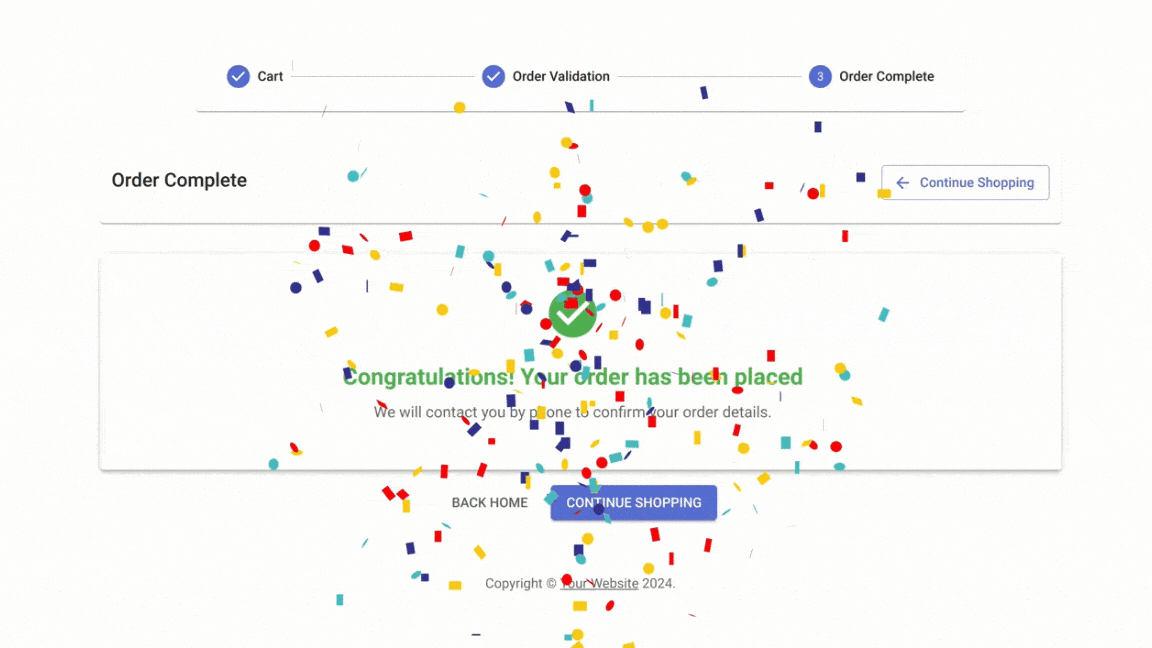 Cart
Order Validation
3 Order Complete
Order Complete
Continue Shopping
Congratulations! Your order has been placed
We will contact you by phone to confirm your order details.
BACK HOME
CONTINUE SHOPPING
Copyright © Your Website 2024.